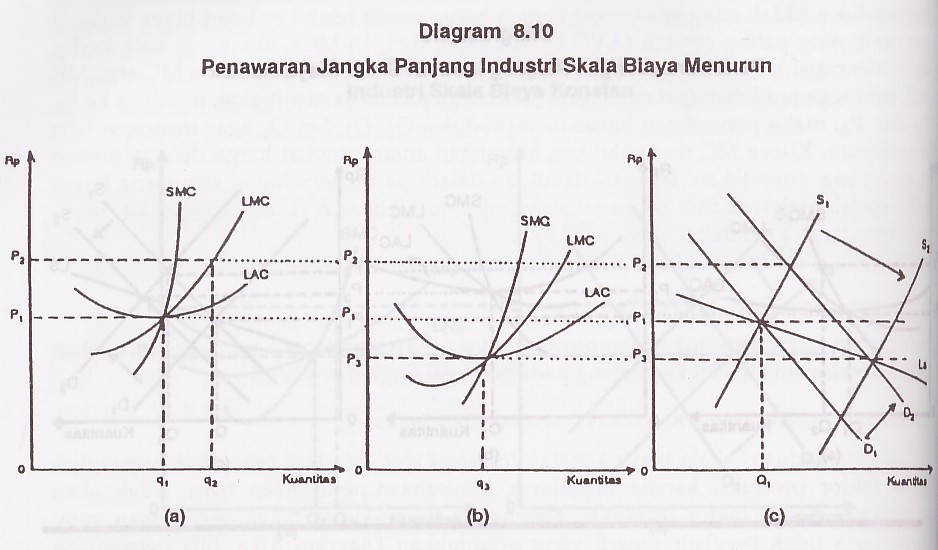 Diagram 8.10
Penawaran Jangka Panjang Industri Skala Biaya Menurun
Rp
SMC
LMC
LAC
P2
P1
0
q1
q2
Kuantitas
(a)
Rp
SMC
LMC
LAC
P2
P1
P3
0
q3
Kuantitas
(b)
Rp
S1
S2
P2
P1
P3
Ls
D2
D1
0
Q1
Kuantitas
(c)